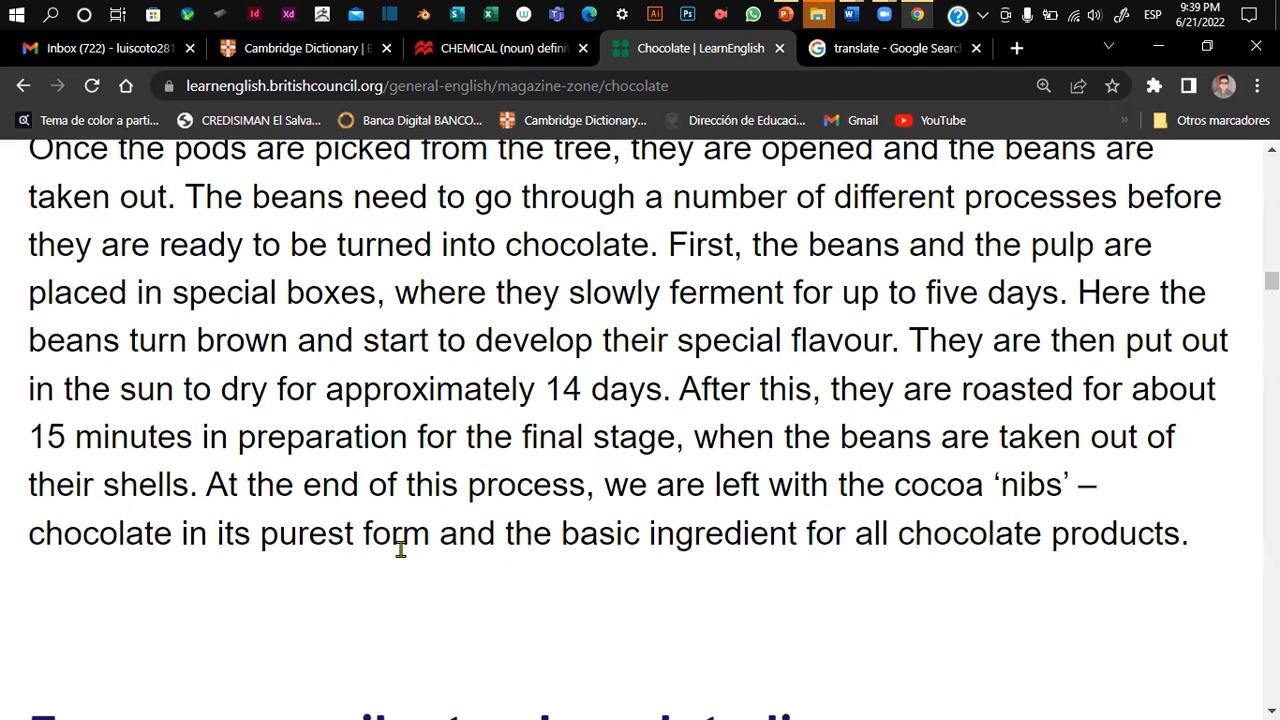 9:39 PM
ESP
6/21/2022
Inbox (722) - luiscoto281
Cambridge Dictionary | E
CHEMICAL (noun) defini
Chocolate | LearnEnglish
translate - Google Search
learnenglish.britishcouncil.org/general-english/magazine-zone/chocolate
Tema de color a parti...
CREDISIMAN El Salva...
Banca Digital BANCO...
Cambridge Dictionary...
Dirección de Educaci...
Gmail
YouTube
»
Otros marcadores
Once the pods are picked from the tree, they are opened and the beans are
taken out. The beans need to go through a number of different processes before
they are ready to be turned into chocolate. First, the beans and the pulp are
placed in special boxes, where they slowly ferment for up to five days. Here the
beans turn brown and start to develop their special flavour. They are then put out
in the sun to dry for approximately 14 days. After this, they are roasted for about
15 minutes in preparation for the final stage, when the beans are taken out of
their shells. At the end of this process, we are left with the cocoa ‘nibs’ –
chocolate in its purest form and the basic ingredient for all chocolate products.